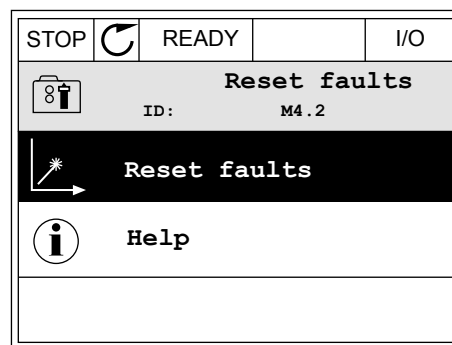 STOP READY I/O
Reset faults
ID: M4.2
Reset faults
Help